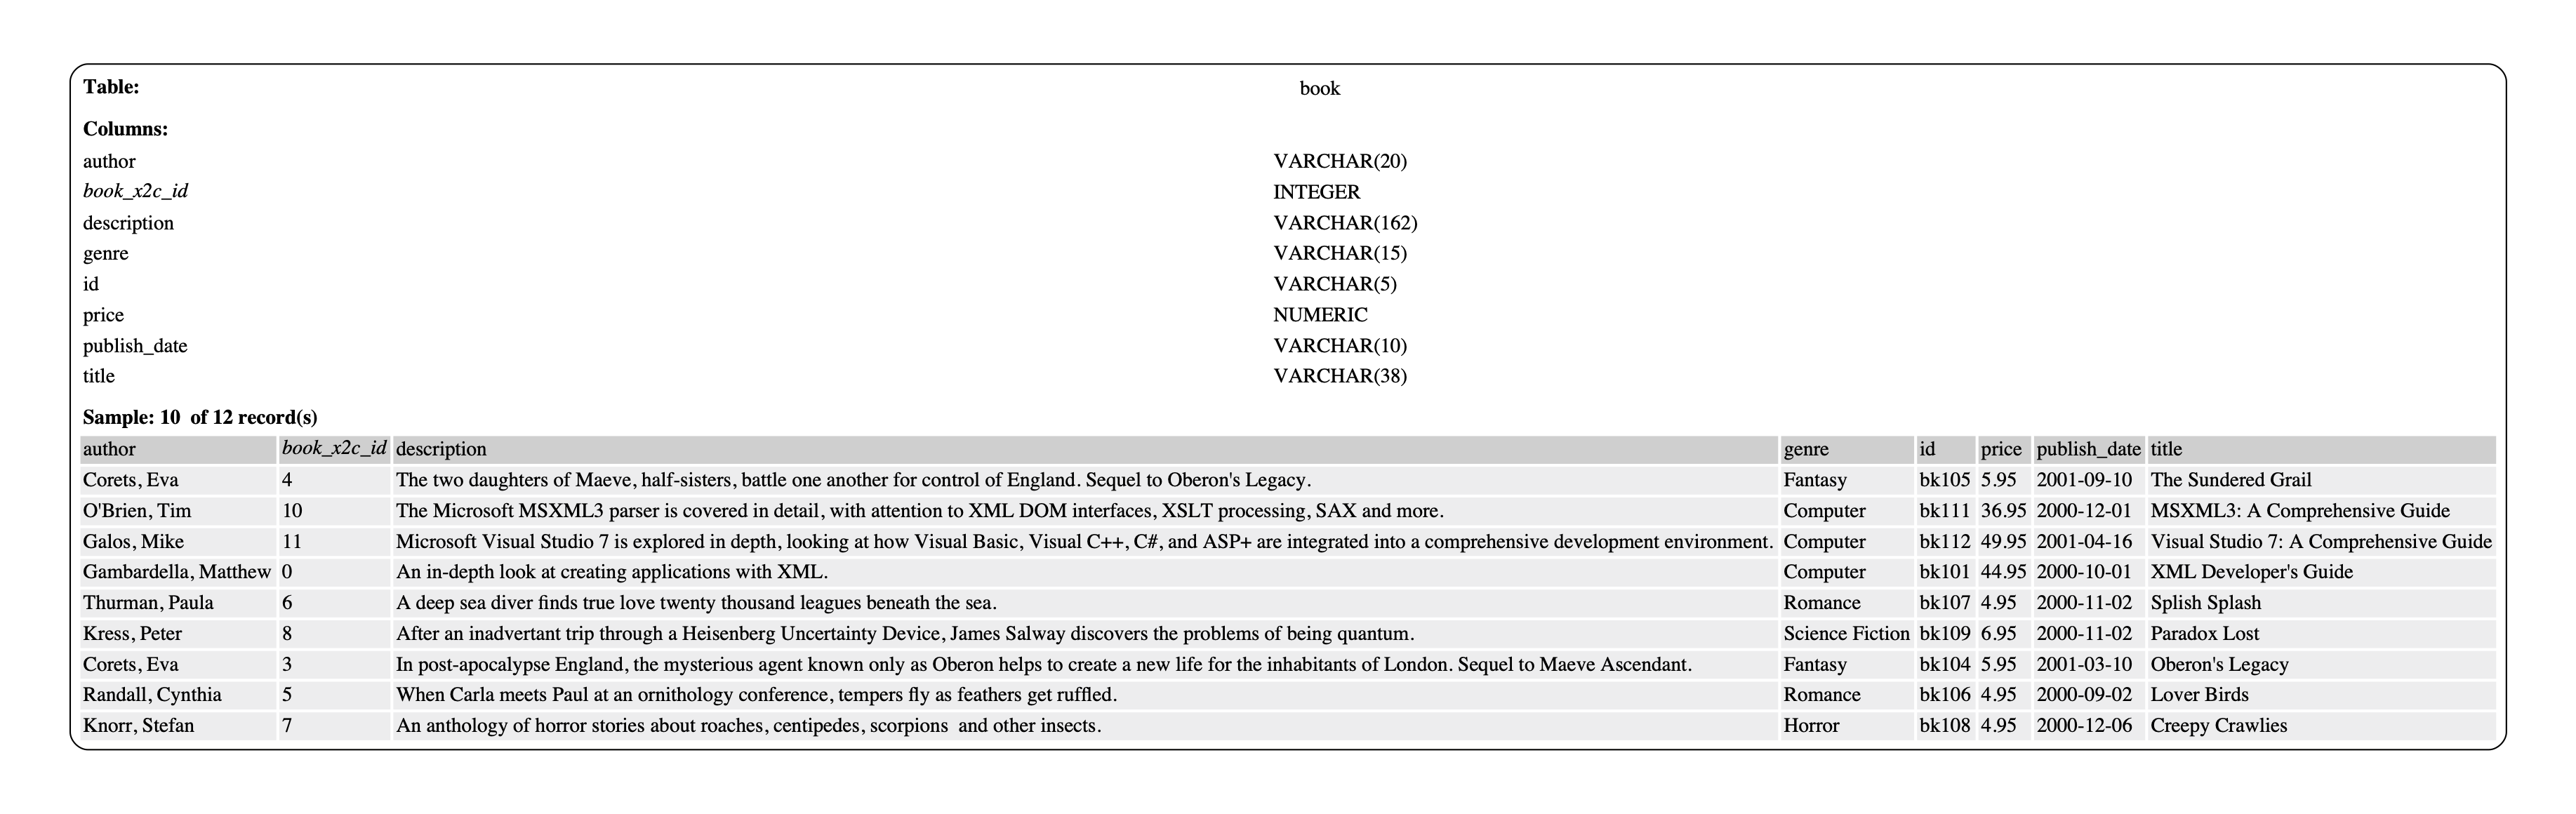 Table: book
Columns:
author VARCHAR(20)
book_x2c_id INTEGER
description VARCHAR(162)
genre VARCHAR(15)
id VARCHAR(5)
price NUMERIC
publish_date VARCHAR(10)
title VARCHAR(38)
Sample: 10 of 12 record(s)
author book_x2c_id description genre id price publish_date title
Corets, Eva 4 The two daughters of Maeve, half-sisters, battle one another for control of England. Sequel to Oberon's Legacy. Fantasy bk105 5.95 2001-09-10 The Sundered Grail
O'Brien, Tim 10 The Microsoft MSXML3 parser is covered in detail, with attention to XML DOM interfaces, XSLT processing, SAX and more. Computer bk111 36.95 2000-12-01 MSXML3: A Comprehensive Guide
Galos, Mike 11 Microsoft Visual Studio 7 is explored in depth, looking at how Visual Basic, Visual C++, C#, and ASP+ are integrated into a comprehensive development environment. Computer bk112 49.95 2001-04-16 Visual Studio 7: A Comprehensive Guide
Gambardella, Matthew 0 An in-depth look at creating applications with XML. Computer bk101 44.95 2000-10-01 XML Developer's Guide
Thurman, Paula 6 A deep sea diver finds true love twenty thousand leagues beneath the sea. Romance bk107 4.95 2000-11-02 Splish Splash
Kress, Peter 8 After an inadvertant trip through a Heisenberg Uncertainty Device, James Salway discovers the problems of being quantum. Science Fiction bk109 6.95 2000-11-02 Paradox Lost
Corets, Eva 3 In post-apocalypse England, the mysterious agent known only as Oberon helps to create a new life for the inhabitants of London. Sequel to Maeve Ascendant. Fantasy bk104 5.95 2001-03-10 Oberon's Legacy
Randall, Cynthia 5 When Carla meets Paul at an ornithology conference, tempers fly as feathers get ruffled. Romance bk106 4.95 2000-09-02 Lover Birds
Knorr, Stefan 7 An anthology of horror stories about roaches, centipedes, scorpions  and other insects. Horror bk108 4.95 2000-12-06 Creepy Crawlies